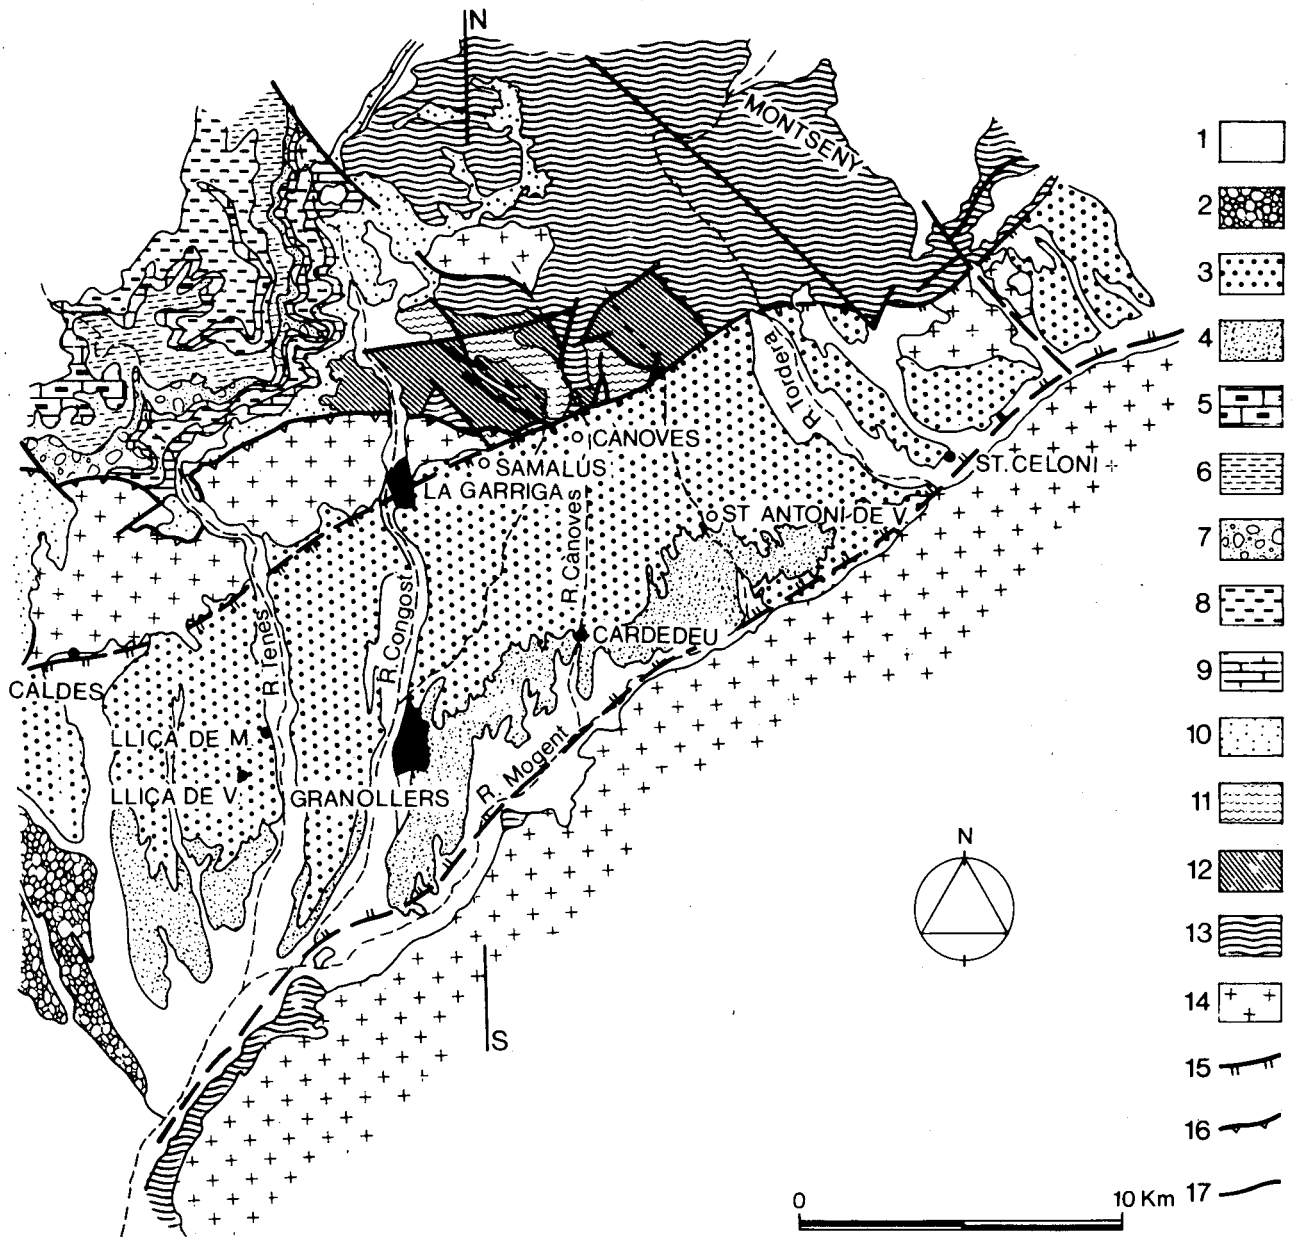 N
MONTSENY
1
2
3
4
5
6
7
8
9
10
11
12
13
14
15
16
17
R. Tordera
CANOVES
SAMALUS
LA GARRIGA
ST. CELONI
ST ANTONI DE V.
R. Canoves
R. Tenes
R. Congost
CARDEDEU
CALDES
LLIÇA DE M.
LLIÇA DE V.
GRANOLLERS
R. Mogent
N
S
0 10 Km